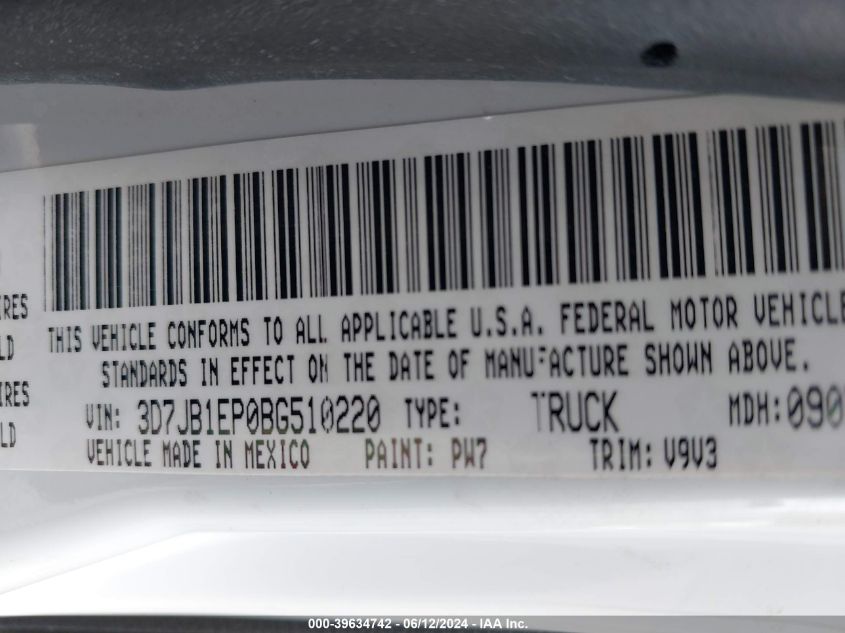 IRES
LD
IRES
LD
THIS VEHICLE CONFORMS TO ALL APPLICABLE U.S.A. FEDERAL MOTOR VEHICLE
STANDARDS IN EFFECT ON THE DATE OF MANUFACTURE SHOWN ABOVE.
VIN: 3D7JB1EP0BG510220 TYPE: TRUCK MDH: 090
VEHICLE MADE IN MEXICO PAINT: PW7 TRIM: V9V3
000-39634742 - 06/12/2024 - IAA Inc.